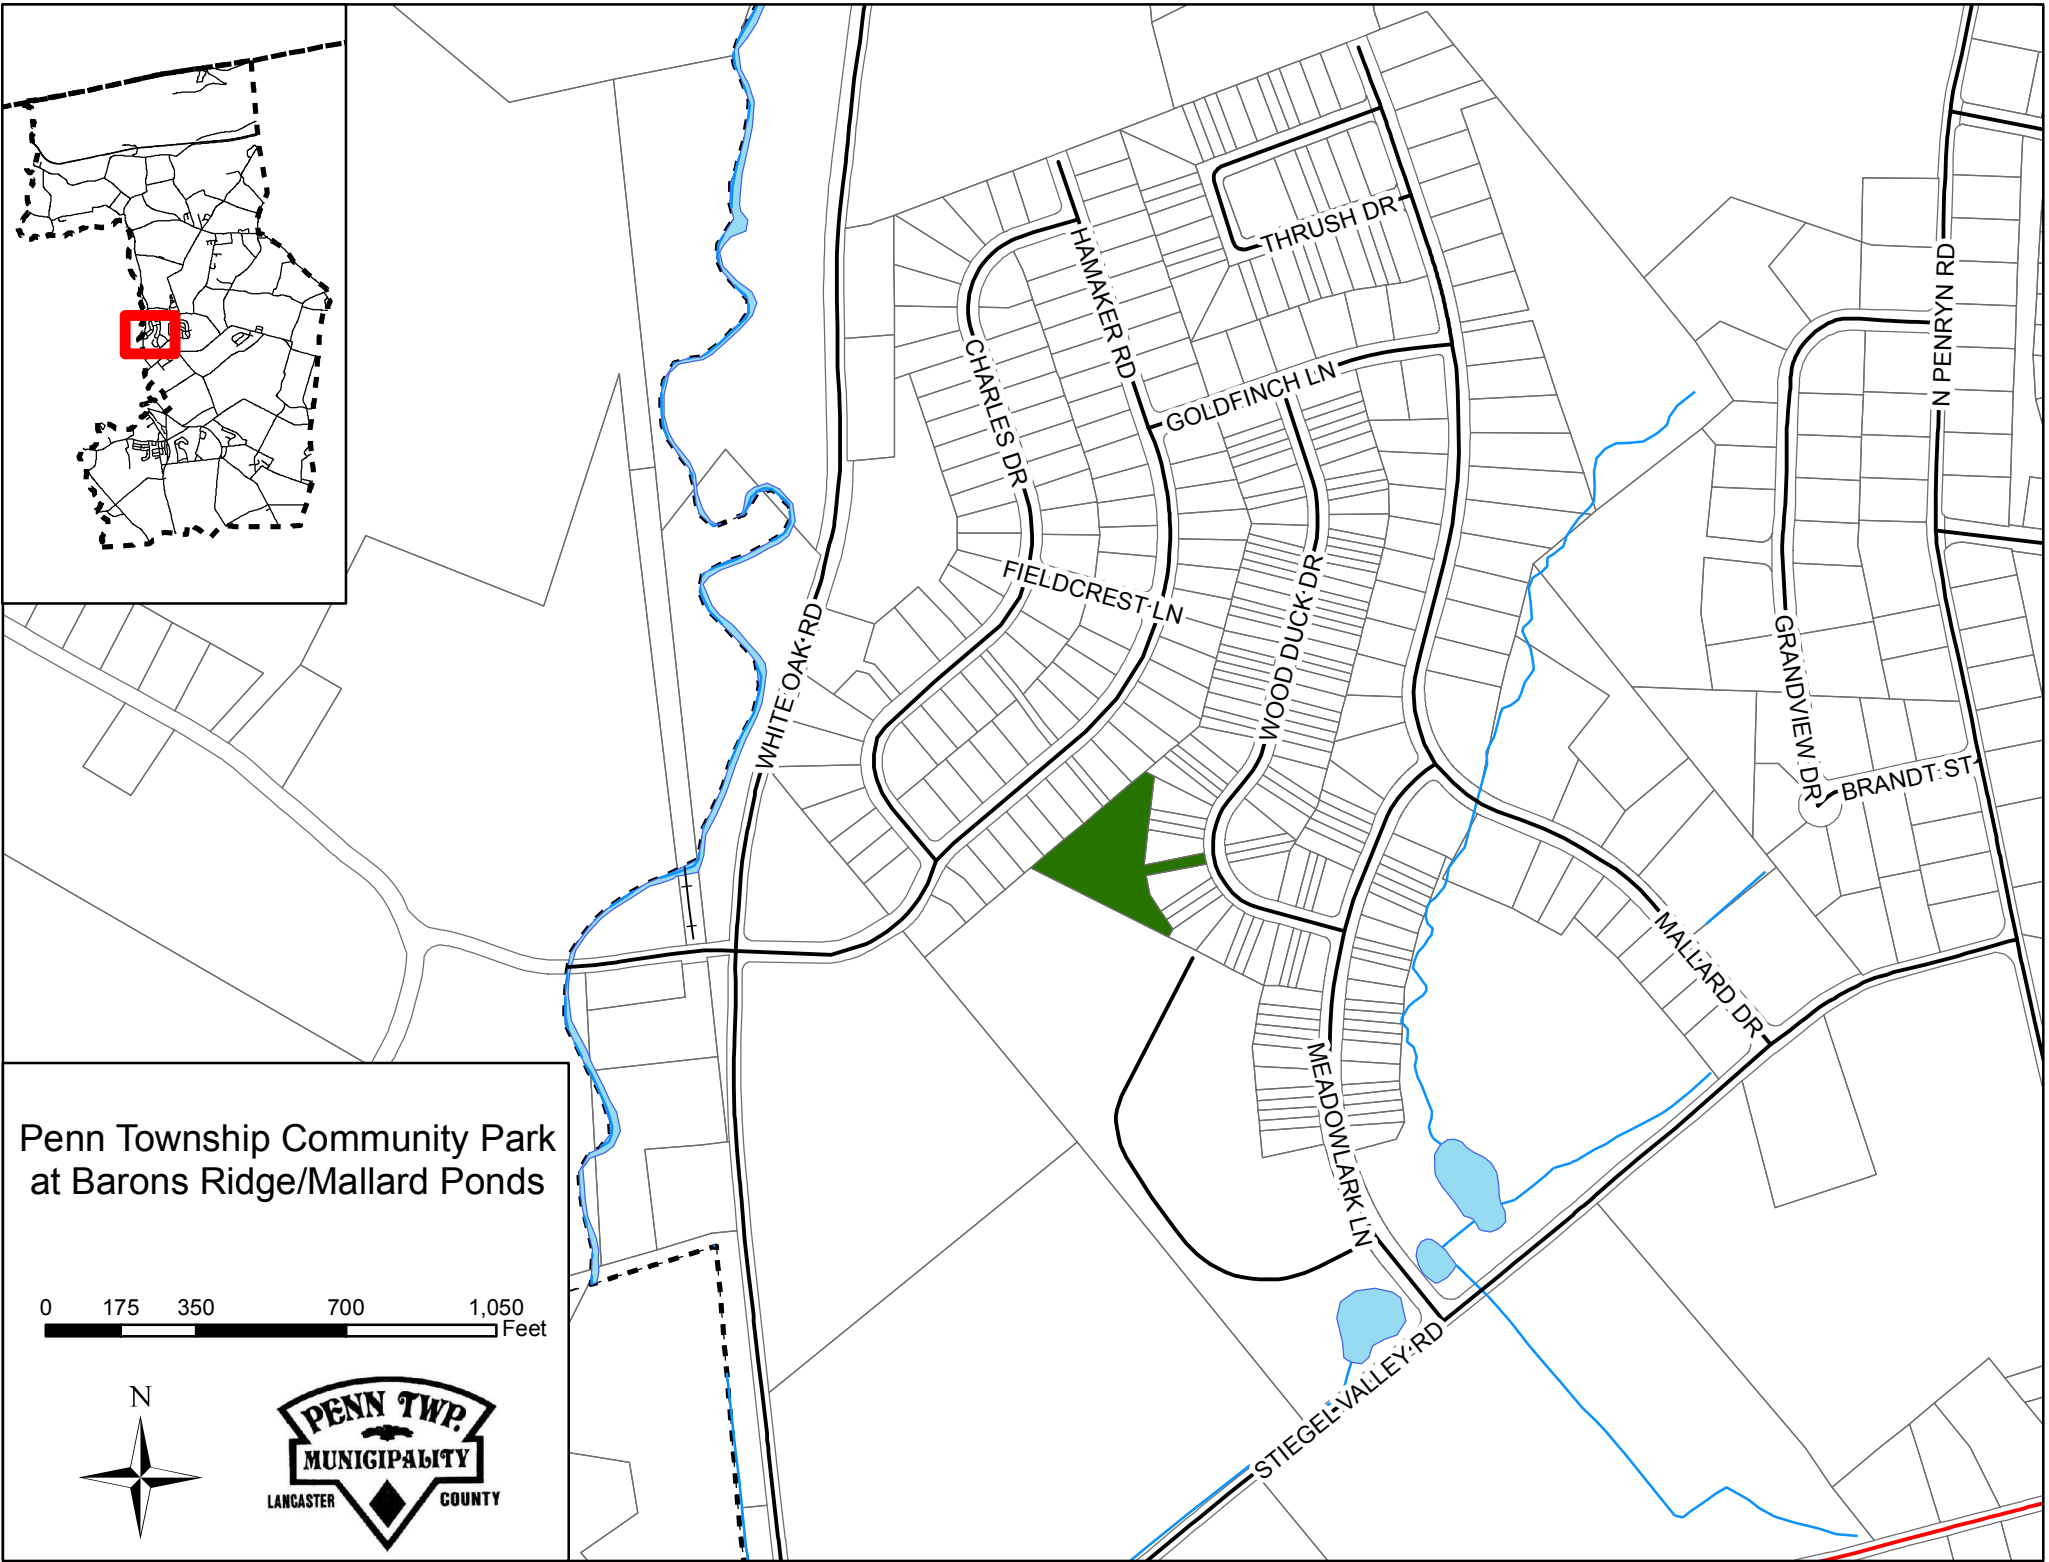 THRUSH DR
HAMAKER RD
N PENRYN RD
CHARLES DR
GOLDFINCH LN
FIELDCREST LN
WOOD DUCK DR
WHITE OAK RD
GRANDVIEW DR
BRANDT ST
MALLARD DR
MEADOWLARK LN
STIEGEL VALLEY RD
Penn Township Community Park
at Barons Ridge/Mallard Ponds
0 175 350 700 1,050
Feet
N
PENN TWP.
MUNICIPALITY
LANCASTER COUNTY